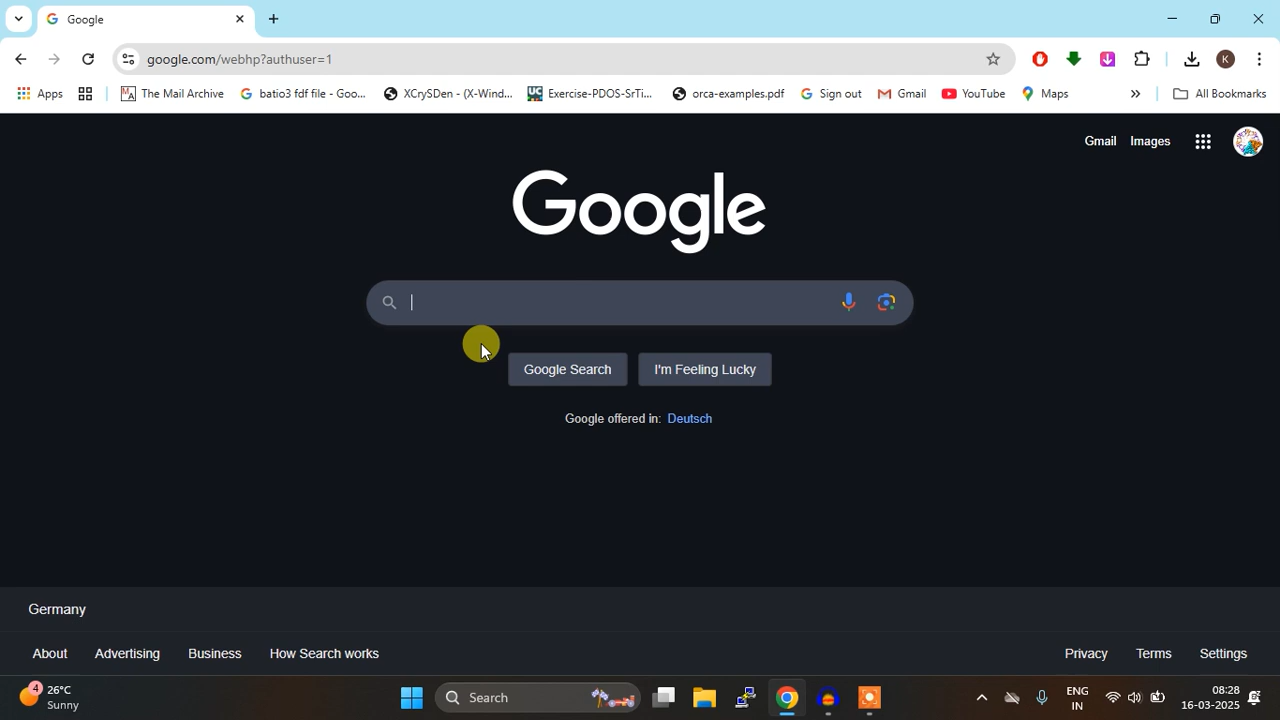 Google
google.com/webhp?authuser=1
K
Apps
The Mail Archive
batio3 fdf file - Goo...
XCrySDen - (X-Wind...
Exercise-PDOS-SrTi...
orca-examples.pdf
Sign out
Gmail
YouTube
Maps
»
All Bookmarks
Gmail
Images
Google
Google Search
I'm Feeling Lucky
Google offered in: Deutsch
Germany
About
Advertising
Business
How Search works
Privacy
Terms
Settings
4
26°C
Sunny
Search
ENG
IN
08:28
16-03-2025